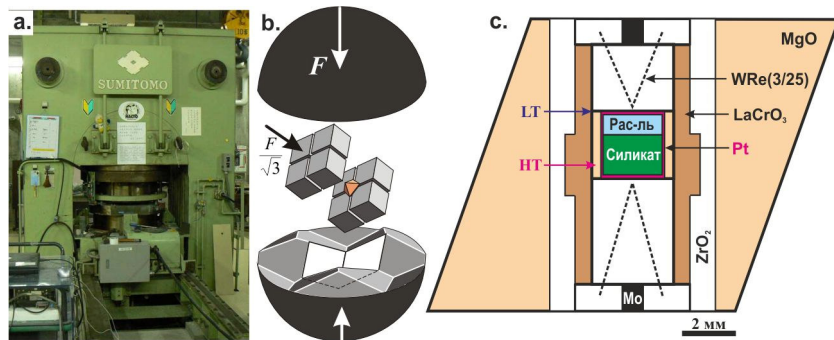 a.
SUMITOMO
b.
F
F
√3
c.
MgO
WRe(3/25)
LT
LaCrO₃
Рас-ль
Силикат
Pt
HT
ZrO₂
Mo
2 мм